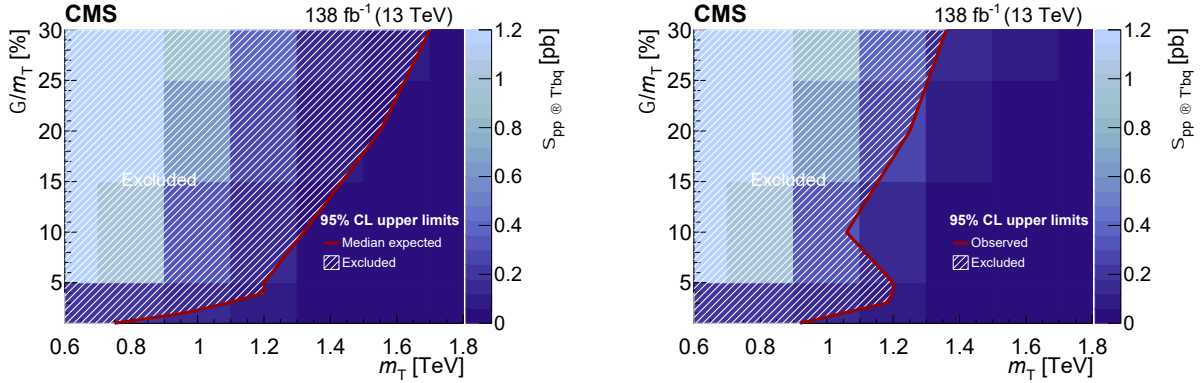 CMS 138 fb-1 (13 TeV)
G/mT [%]
30
25
20
15
10
5
Excluded
95% CL upper limits
Median expected
Excluded
0.6 0.8 1 1.2 1.4 1.6 1.8
mT [TeV]
1.2
1
0.8
0.6
0.4
0.2
0
Spp ® T'bq [pb]
CMS 138 fb-1 (13 TeV)
G/mT [%]
30
25
20
15
10
5
Excluded
95% CL upper limits
Observed
Excluded
0.6 0.8 1 1.2 1.4 1.6 1.8
mT [TeV]
1.2
1
0.8
0.6
0.4
0.2
0
Spp ® T'bq [pb]